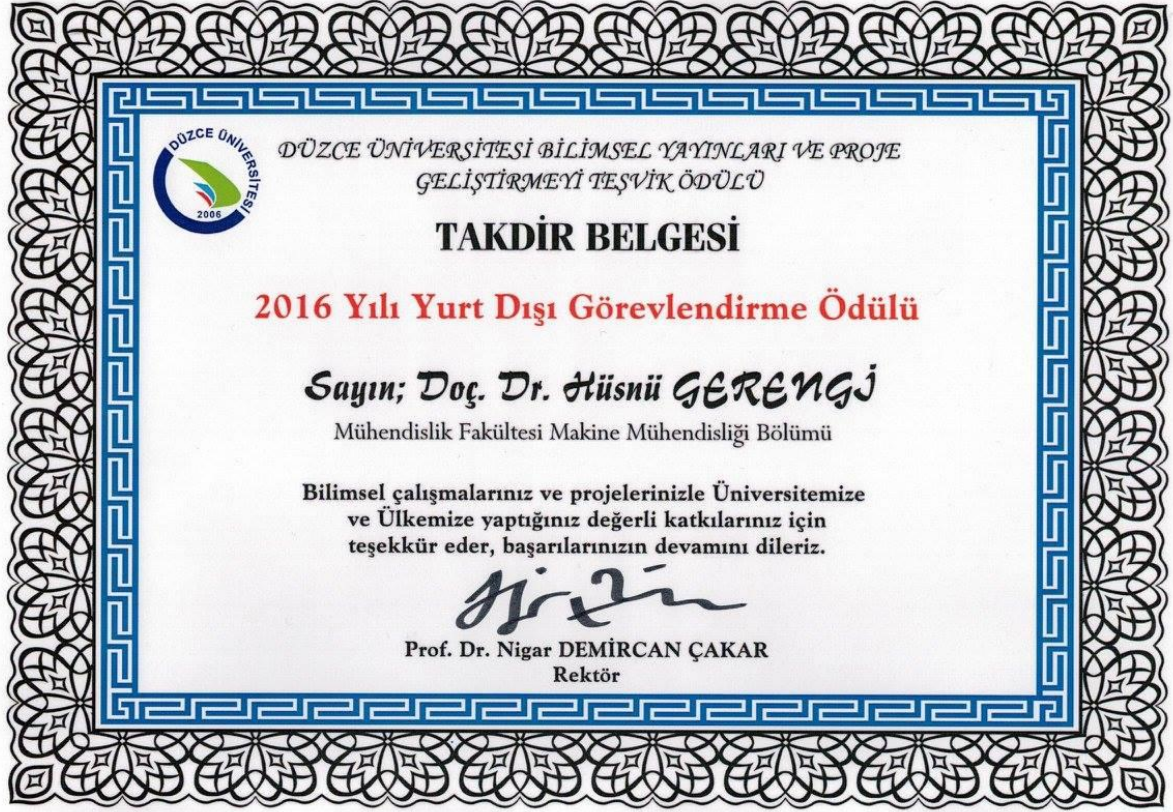 DÜZCE ÜNİVERSİTESİ
2006
DÜZCE ÜNİVERSİTESİ BİLİMSEL YAYINLARI VE PROJE
GELİŞTİRMEYİ TEŞVİK ÖDÜLÜ
TAKDİR BELGESİ
2016 Yılı Yurt Dışı Görevlendirme Ödülü
Sayın; Doç. Dr. Hüsnü GERENGİ
Mühendislik Fakültesi Makine Mühendisliği Bölümü
Bilimsel çalışmalarınız ve projelerinizle Üniversitemize
ve Ülkemize yaptığınız değerli katkılarınız için
teşekkür eder, başarılarınızın devamını dileriz.
Prof. Dr. Nigar DEMİRCAN ÇAKAR
Rektör